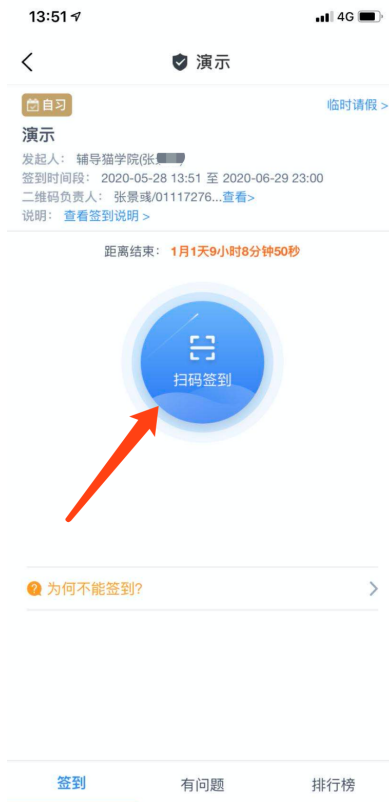 13:51
4G
演示
自习
临时请假 >
演示
发起人： 辅导猫学院(张
签到时间段： 2020-05-28 13:51 至 2020-06-29 23:00
二维码负责人： 张景彧/01117276...查看>
说明： 查看签到说明 >
距离结束： 1月1天9小时8分钟50秒
扫码签到
? 为何不能签到?
签到
有问题
排行榜